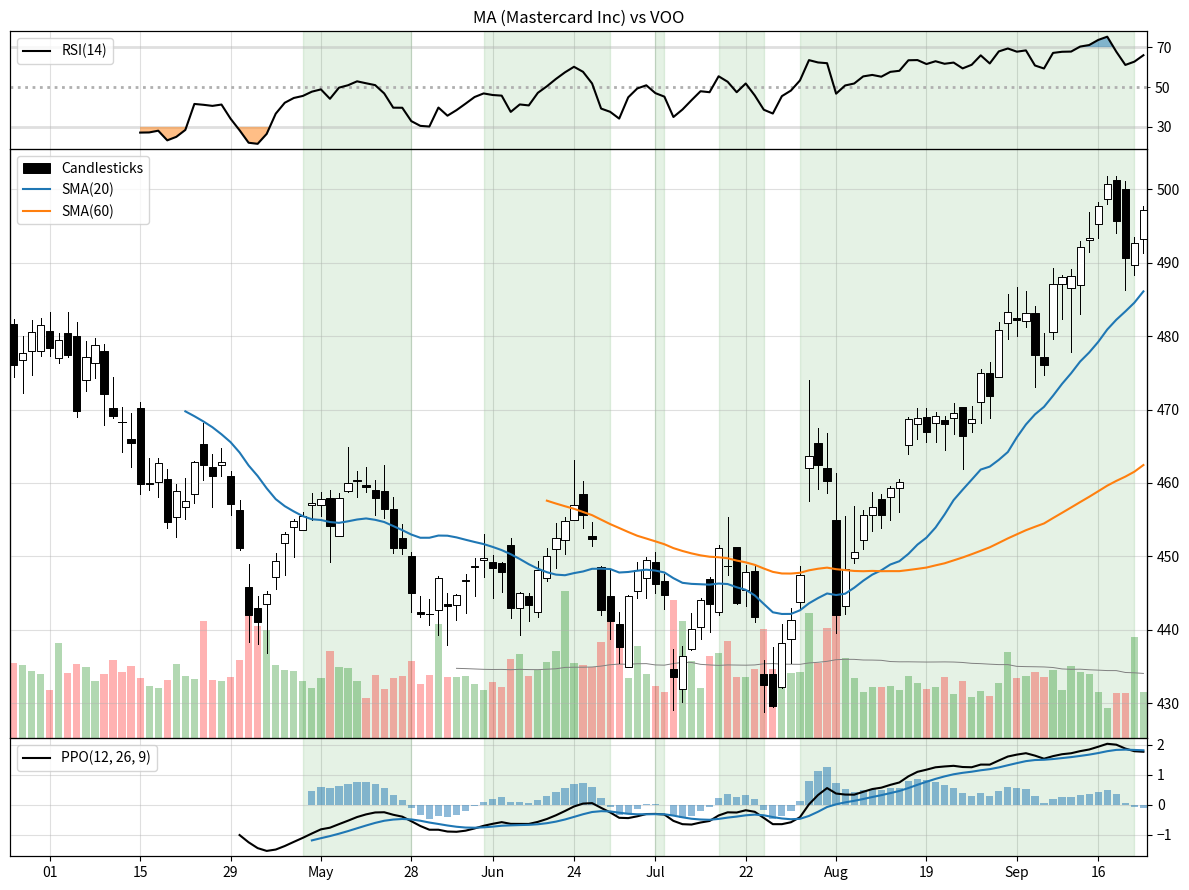 MA (Mastercard Inc) vs VOO
RSI(14)
70
50
30
Candlesticks
SMA(20)
SMA(60)
500
490
480
470
460
450
440
430
PPO(12, 26, 9)
2
1
0
−1
01 15 29 May 28 Jun 24 Jul 22 Aug 19 Sep 16